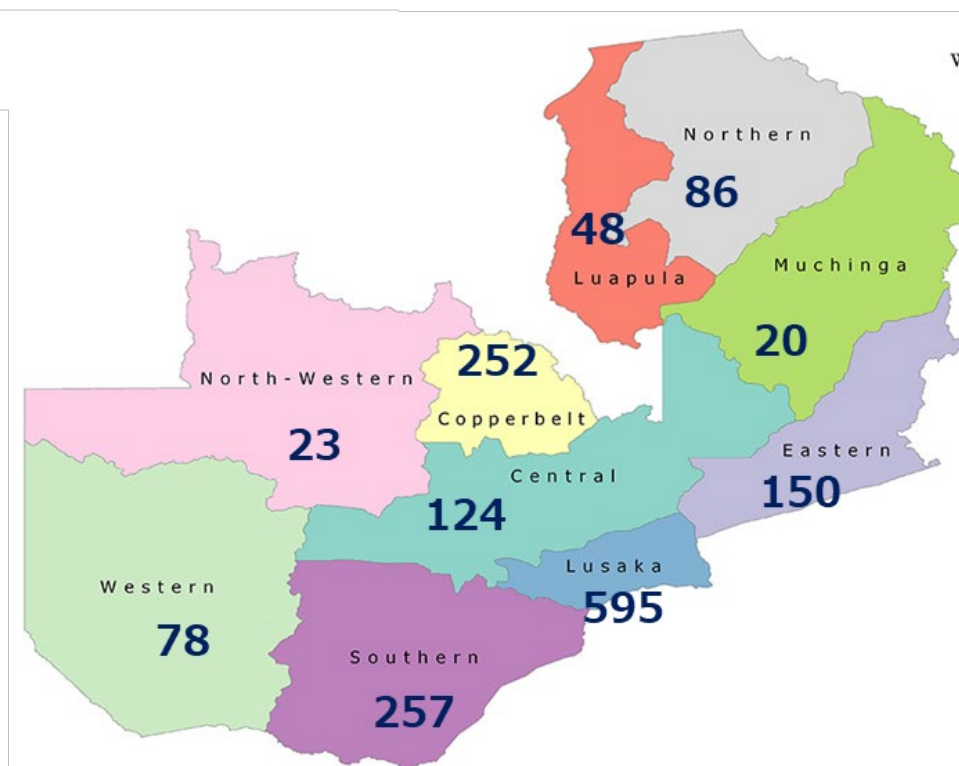 W
Northern
86
48
Luapula
Muchinga
20
252
Copperbelt
North-Western
23
Central
124
Eastern
150
Lusaka
595
Western
78
Southern
257